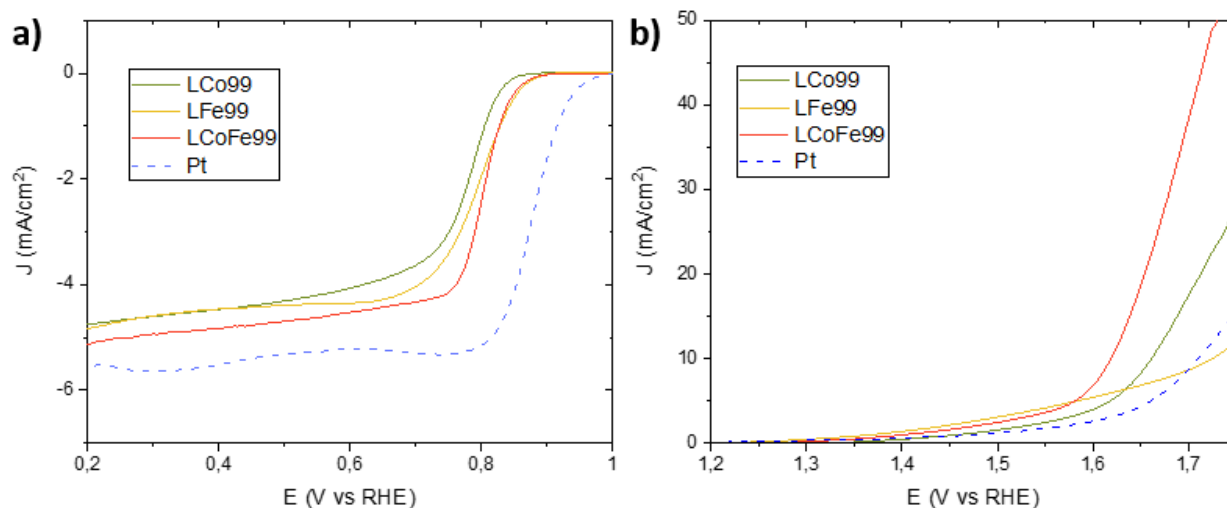 a)
LCo99
LFe99
LCoFe99
Pt
0
-2
-4
-6
J (mA/cm²)
0,2
0,4
0,6
0,8
1
E (V vs RHE)
b)
LCo99
LFe99
LCoFe99
Pt
50
40
30
20
10
0
J (mA/cm²)
1,2
1,3
1,4
1,5
1,6
1,7
E (V vs RHE)